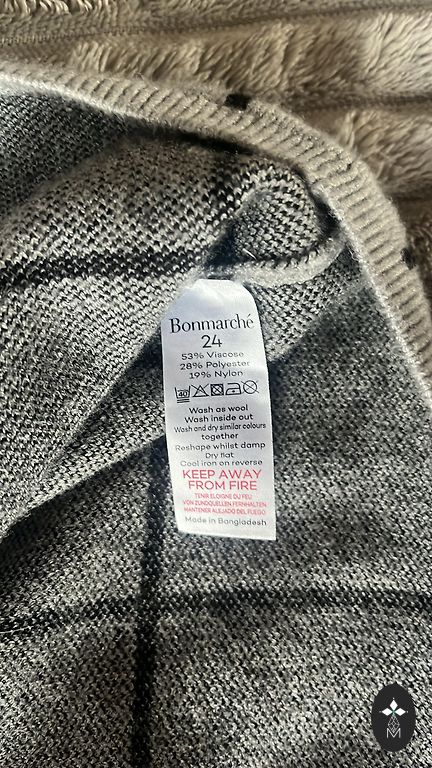 Bonmarché
24
53% Viscose
28% Polyester
19% Nylon
40
Wash as wool
Wash inside out
Wash and dry similar colours
together
Reshape whilst damp
Dry flat
Cool iron on reverse
KEEP AWAY
FROM FIRE
TENIR ELOIGNE DU FEU
VON ZUNDQUELLEN FERNHALTEN
MANTENER ALEJADO DEL FUEGO
Made in Bangladesh